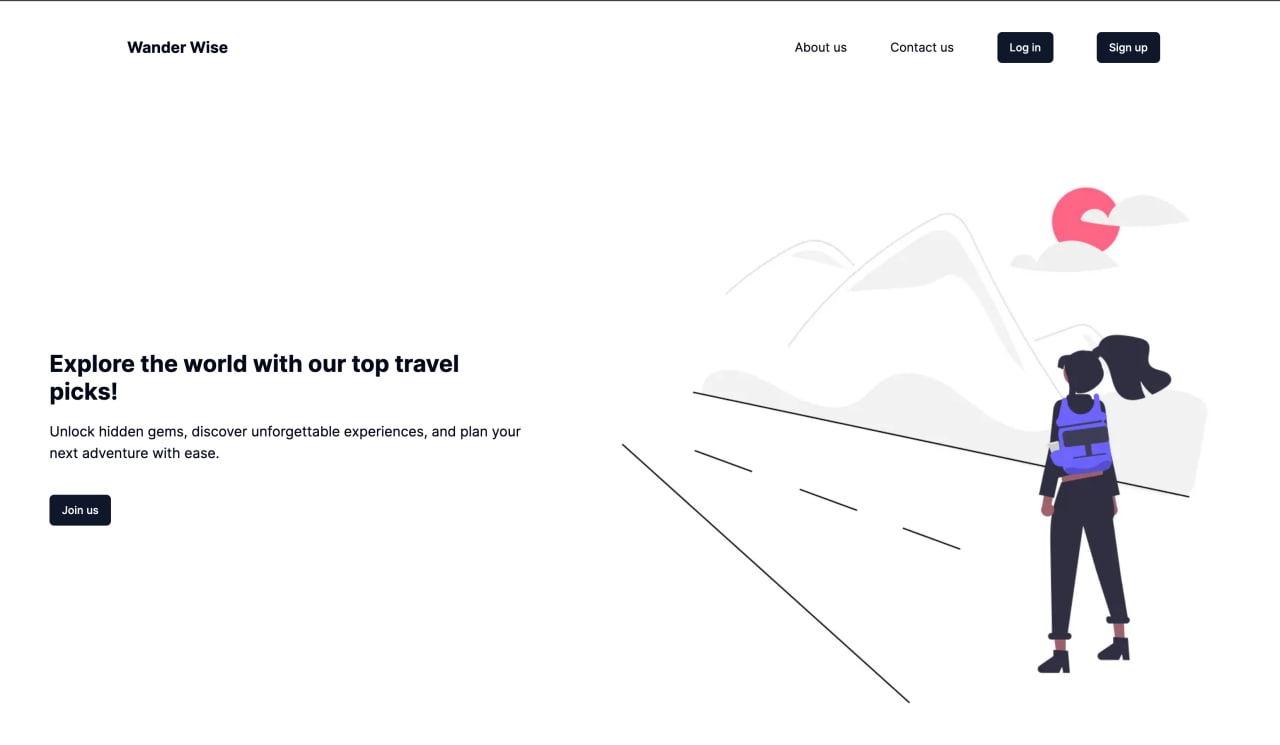 Wander Wise
About us
Contact us
Log in
Sign up
Explore the world with our top travel
picks!
Unlock hidden gems, discover unforgettable experiences, and plan your
next adventure with ease.
Join us